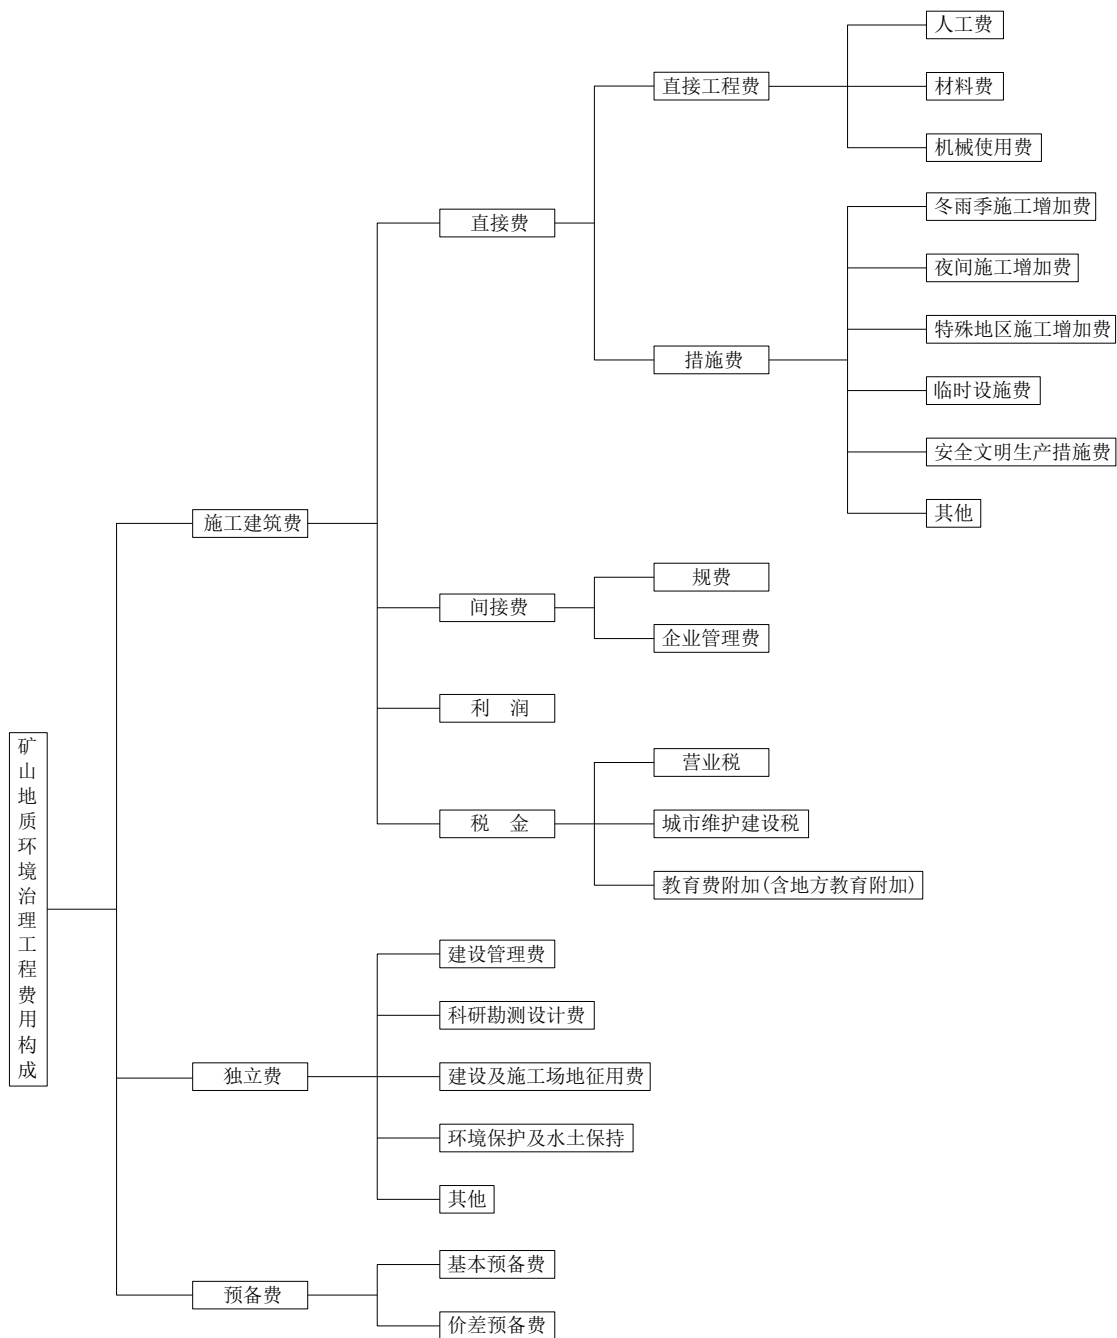 矿山地质环境治理工程费用构成
施工建筑费
直接费
直接工程费
人工费
材料费
机械使用费
措施费
冬雨季施工增加费
夜间施工增加费
特殊地区施工增加费
临时设施费
安全文明生产措施费
其他
间接费
规费
企业管理费
利 润
税 金
营业税
城市维护建设税
教育费附加(含地方教育附加)
独立费
建设管理费
科研勘测设计费
建设及施工场地征用费
环境保护及水土保持
其他
预备费
基本预备费
价差预备费